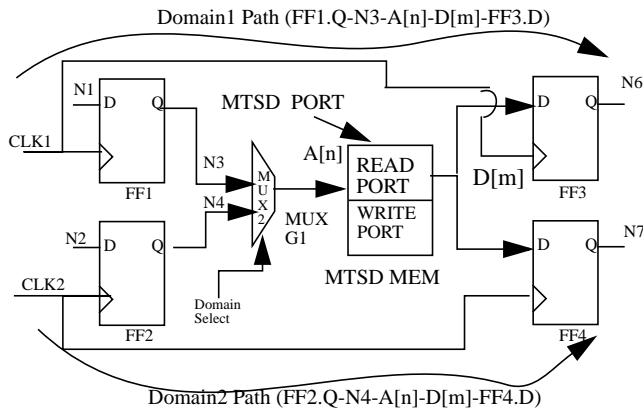 Domain1 Path (FF1.Q-N3-A[n]-D[m]-FF3.D)
N1
D
Q
CLK1
FF1
N3
MTSD PORT
A[n]
READ
PORT
WRITE
PORT
MTSD MEM
D[m]
D
Q
N6
FF3
N4
MUX2
MUX
G1
Domain
Select
N2
D
Q
CLK2
FF2
D
Q
N7
FF4
Domain2 Path (FF2.Q-N4-A[n]-D[m]-FF4.D)